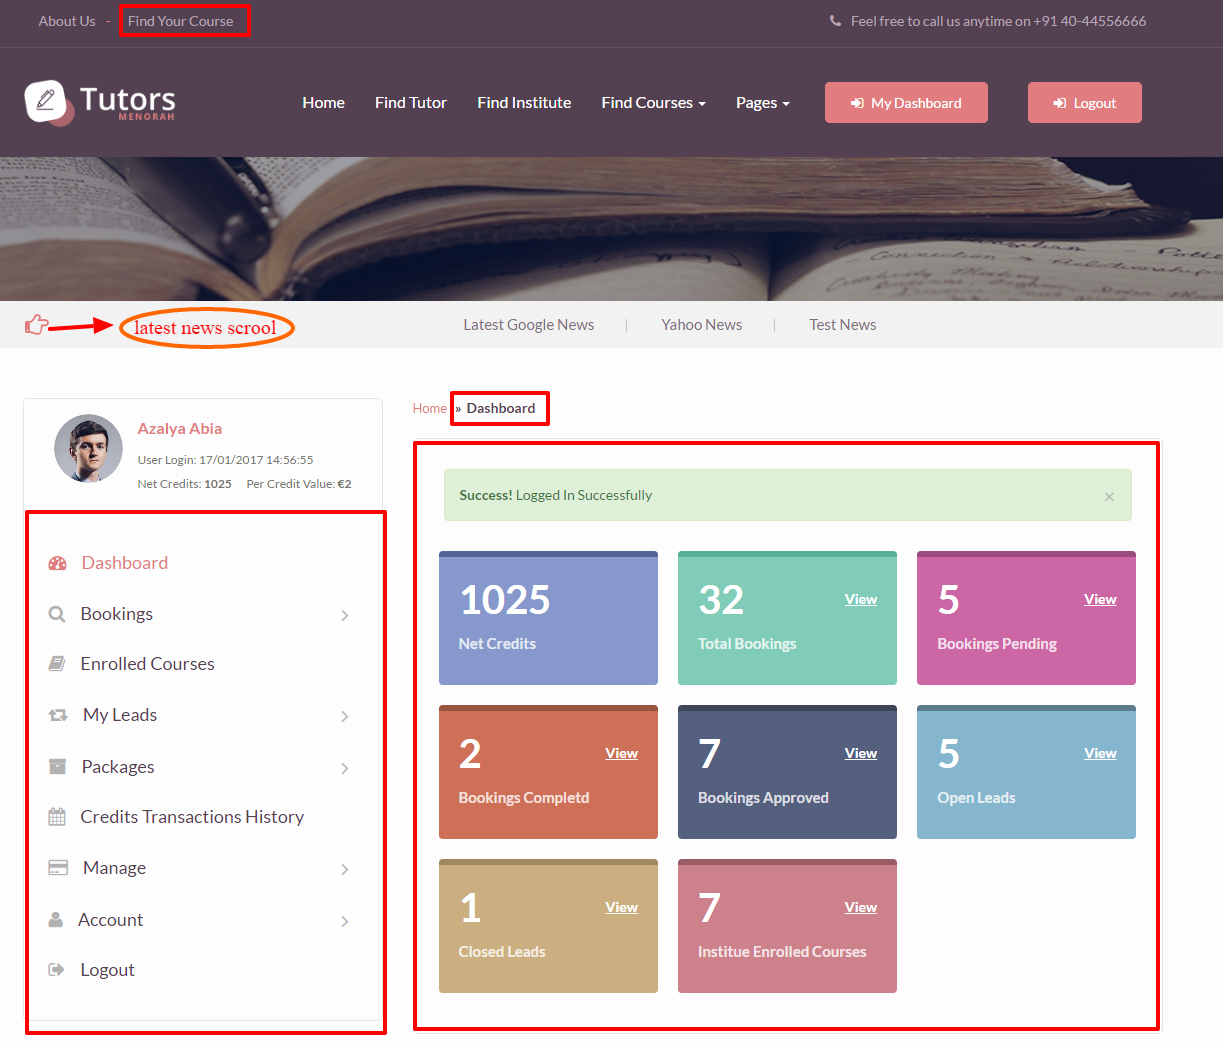 About Us - Find Your Course
Feel free to call us anytime on +91 40-44556666
Tutors
MENORAH
Home Find Tutor Find Institute Find Courses Pages
My Dashboard
Logout
latest news scrool
Latest Google News | Yahoo News | Test News
Azalya Abia
User Login: 17/01/2017 14:56:55
Net Credits: 1025 Per Credit Value: €2
Dashboard
Bookings
Enrolled Courses
My Leads
Packages
Credits Transactions History
Manage
Account
Logout
Home » Dashboard
Success! Logged In Successfully ×
1025
Net Credits
32 View
Total Bookings
5 View
Bookings Pending
2 View
Bookings Completd
7 View
Bookings Approved
5 View
Open Leads
1 View
Closed Leads
7 View
Institue Enrolled Courses